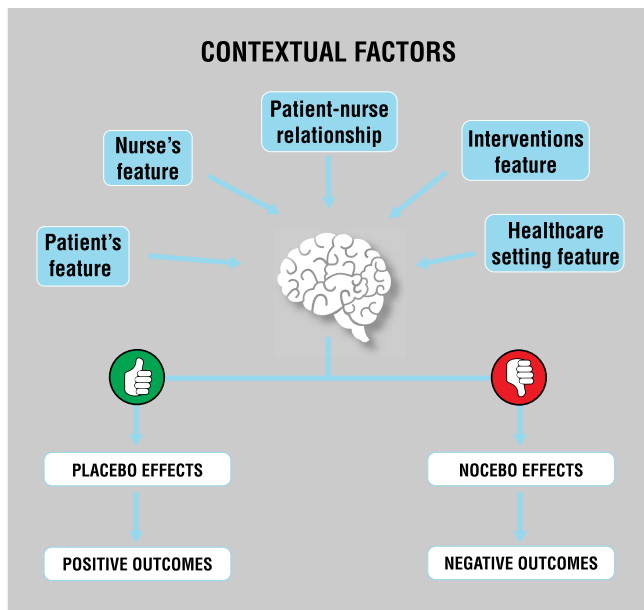 CONTEXTUAL FACTORS
Patient-nurse
relationship
Nurse's
feature
Interventions
feature
Patient's
feature
Healthcare
setting feature
PLACEBO EFFECTS
NOCEBO EFFECTS
POSITIVE OUTCOMES
NEGATIVE OUTCOMES